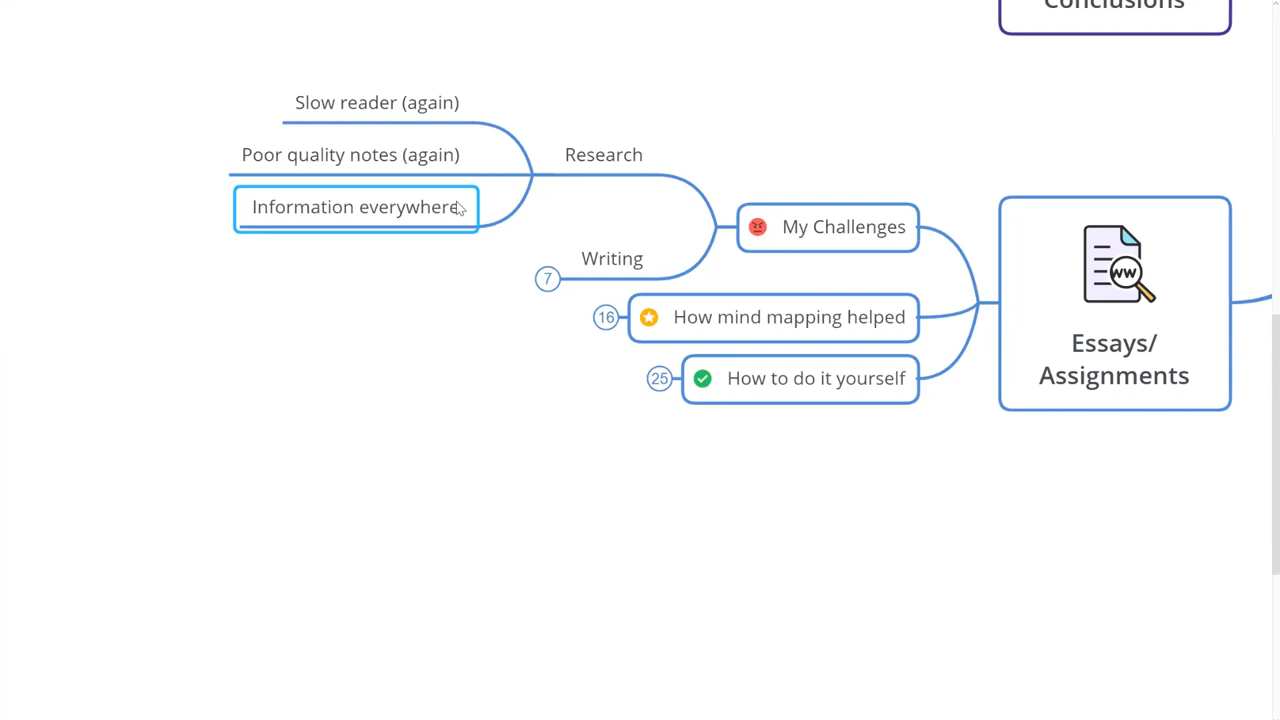 Conclusions
Slow reader (again)
Poor quality notes (again)
Information everywhere
Research
Writing
7
My Challenges
16
How mind mapping helped
25
How to do it yourself
WW
Essays/
Assignments